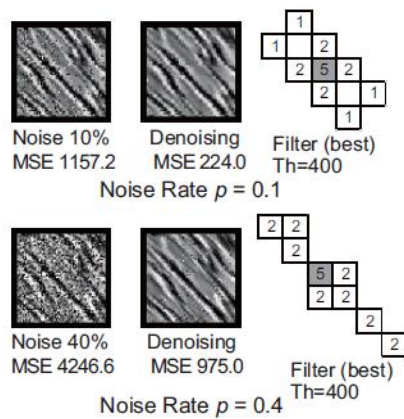 1
1 2
2 5 2
2 1
1
Noise 10% Denoising Filter (best)
MSE 1157.2 MSE 224.0 Th=400
Noise Rate p = 0.1
2 2
2
5 2
2 2
2
2
Noise 40% Denoising Filter (best)
MSE 4246.6 MSE 975.0 Th=400
Noise Rate p = 0.4